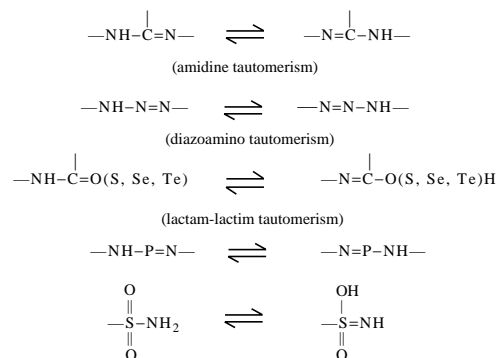 —NH–C=N— ⇌ —N=C–NH—
(amidine tautomerism)
—NH–N=N— ⇌ —N=N–NH—
(diazoamino tautomerism)
—NH–C=O(S, Se, Te) ⇌ —N=C–O(S, Se, Te)H
(lactam-lactim tautomerism)
—NH–P=N— ⇌ —N=P–NH—
O OH
—S–NH₂ ⇌ —S=NH
O O